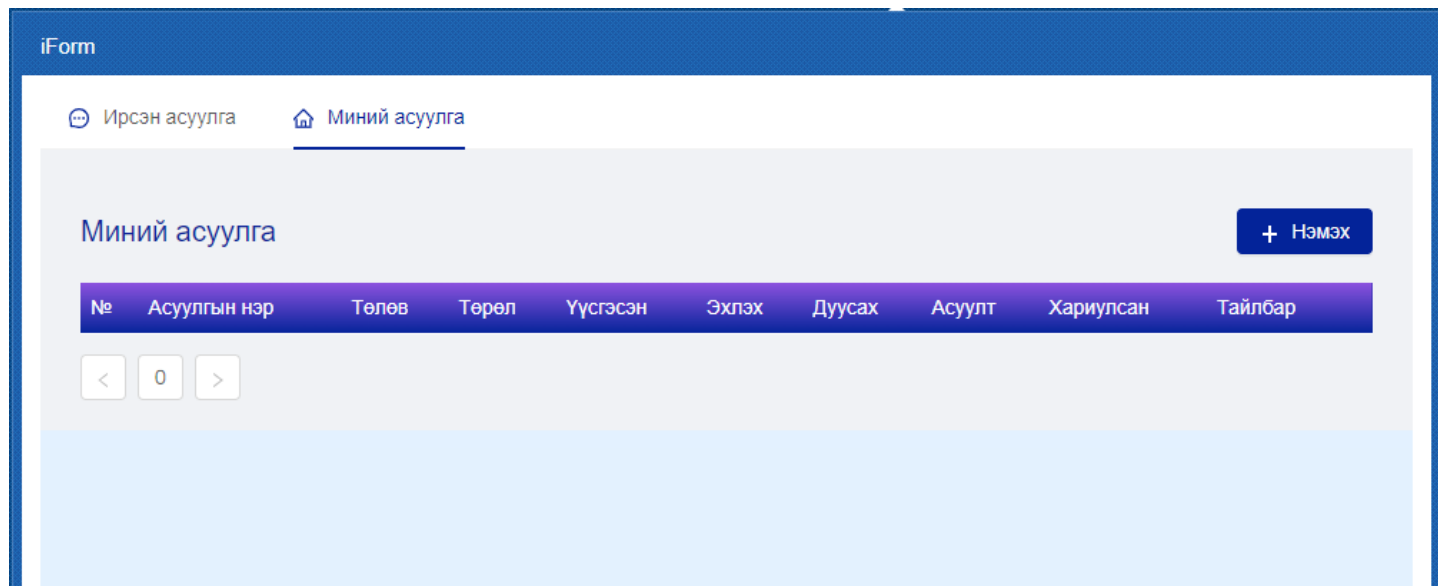 iForm
Ирсэн асуулга Миний асуулга
Миний асуулга + Нэмэх
№ Асуулгын нэр Төлөв Төрөл Үүсгэсэн Эхлэх Дуусах Асуулт Хариулсан Тайлбар
< 0 >